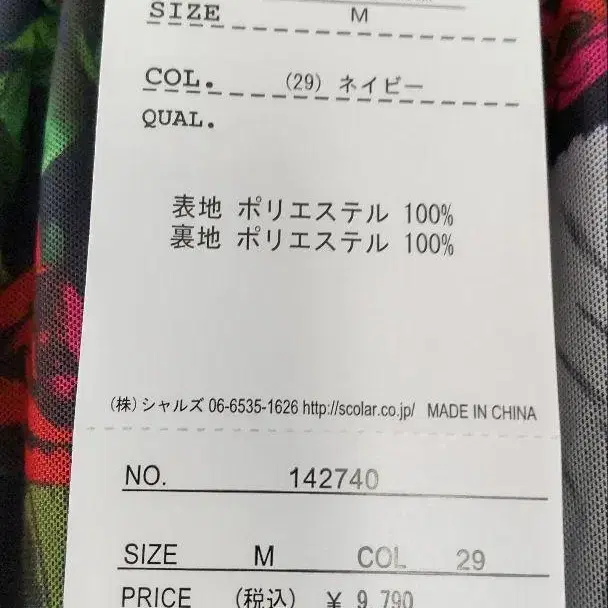 SIZE M
COL. (29) ネイビー
QUAL.
表地 ポリエステル 100%
裏地 ポリエステル 100%
(株)シャルズ 06-6535-1626 http://scolar.co.jp/ MADE IN CHINA
NO. 142740
SIZE M COL 29
PRICE (税込) ¥ 9,790